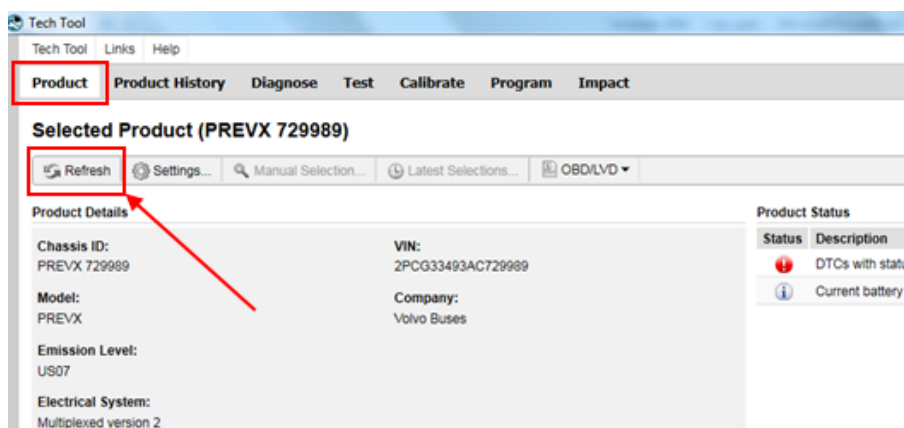 Tech Tool
Tech Tool Links Help
Product Product History Diagnose Test Calibrate Program Impact
Selected Product (PREVX 729989)
Refresh Settings... Manual Selection... Latest Selections... OBD/LVD
Product Details
Chassis ID:
PREVX 729989
Model:
PREVX
Emission Level:
US07
Electrical System:
Multiplexed version 2
VIN:
2PCG33493AC729989
Company:
Volvo Buses
Product Status
Status Description
DTCs with statu
Current battery